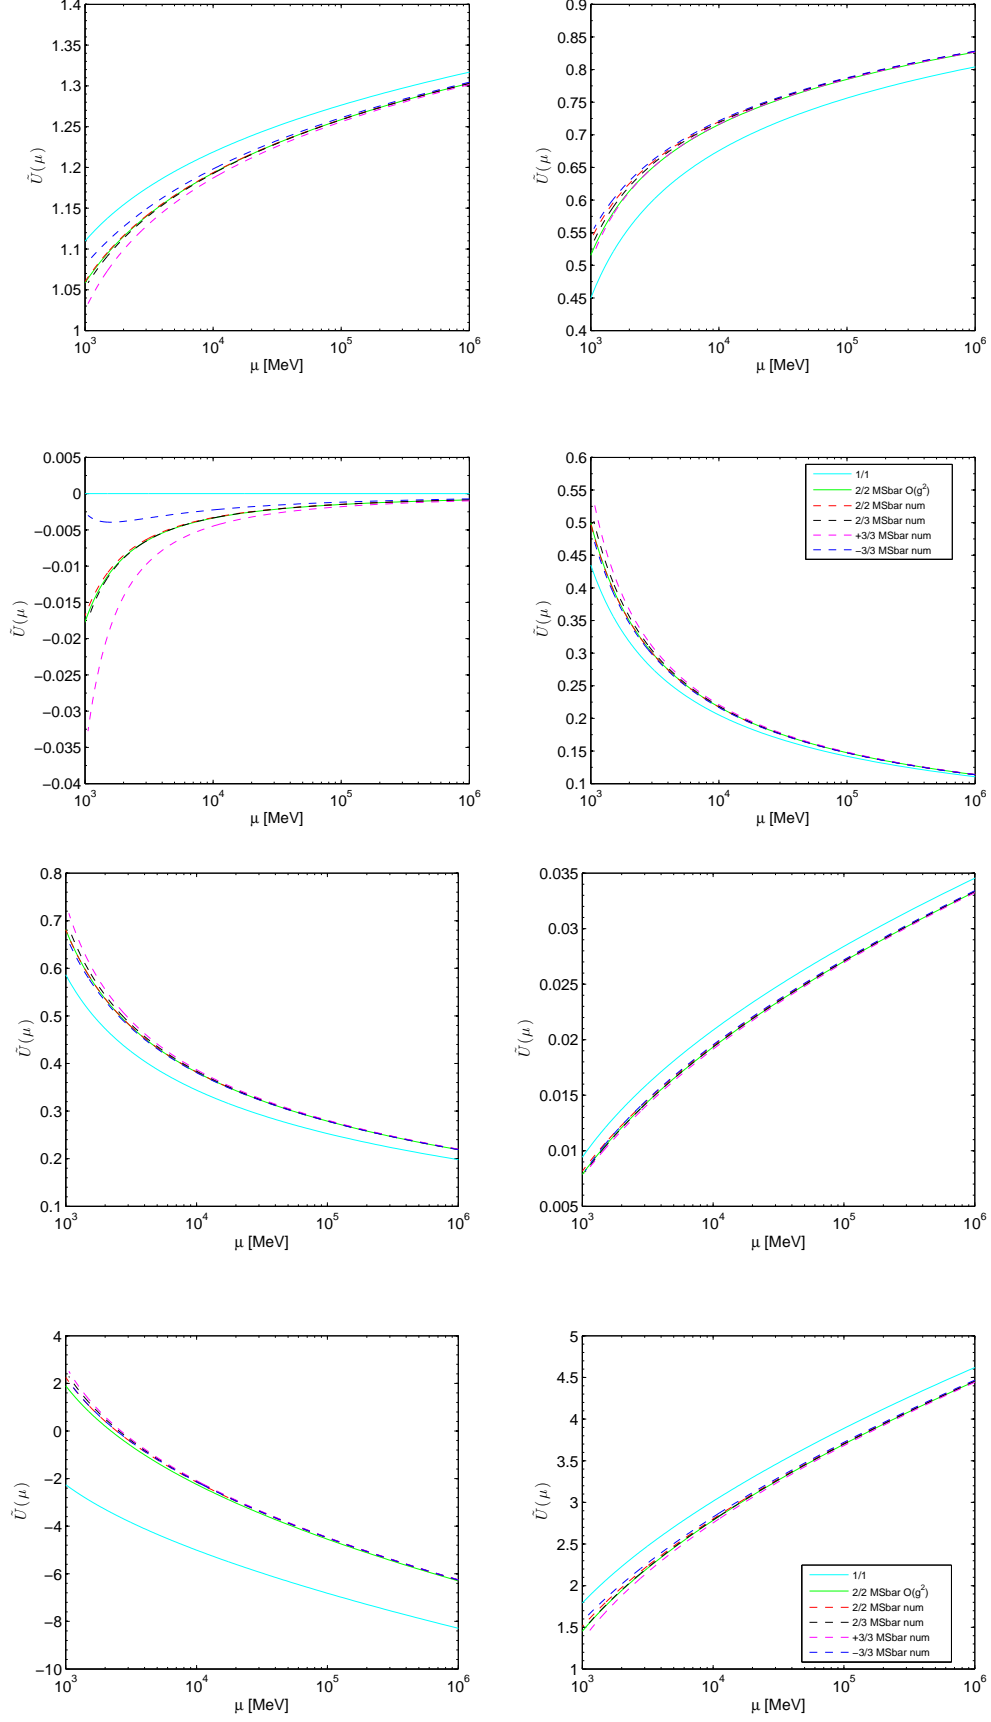 1.4
1.35
1.3
1.25
1.2
1.15
1.1
1.05
1
Ũ(μ)
10³ 10⁴ 10⁵ 10⁶
μ [MeV]
0.9
0.85
0.8
0.75
0.7
0.65
0.6
0.55
0.5
0.45
0.4
Ũ(μ)
10³ 10⁴ 10⁵ 10⁶
μ [MeV]
0.005
0
−0.005
−0.01
−0.015
−0.02
−0.025
−0.03
−0.035
−0.04
Ũ(μ)
10³ 10⁴ 10⁵ 10⁶
μ [MeV]
0.6
0.55
0.5
0.45
0.4
0.35
0.3
0.25
0.2
0.15
0.1
Ũ(μ)
10³ 10⁴ 10⁵ 10⁶
μ [MeV]
1/1
2/2 MSbar O(g²)
2/2 MSbar num
2/3 MSbar num
+3/3 MSbar num
−3/3 MSbar num
0.8
0.7
0.6
0.5
0.4
0.3
0.2
0.1
Ũ(μ)
10³ 10⁴ 10⁵ 10⁶
μ [MeV]
0.035
0.03
0.025
0.02
0.015
0.01
0.005
Ũ(μ)
10³ 10⁴ 10⁵ 10⁶
μ [MeV]
4
2
0
−2
−4
−6
−8
−10
Ũ(μ)
10³ 10⁴ 10⁵ 10⁶
μ [MeV]
5
4.5
4
3.5
3
2.5
2
1.5
1
Ũ(μ)
10³ 10⁴ 10⁵ 10⁶
μ [MeV]
1/1
2/2 MSbar O(g²)
2/2 MSbar num
2/3 MSbar num
+3/3 MSbar num
−3/3 MSbar num